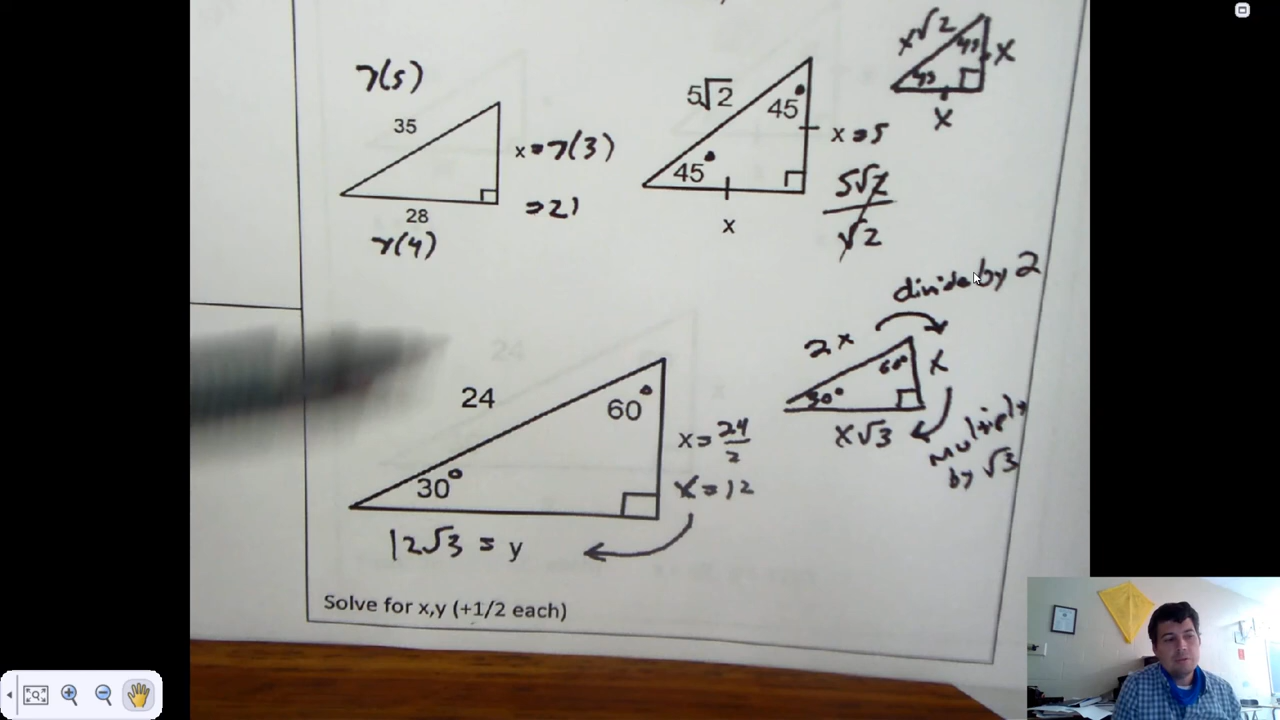 7(5)
35
x=7(3)
=21
28
7(4)
5√2
45
45
x=5
5√2
√2
x
x√2
45
45
x
x
24
60°
30°
x=24
2
x=12
12√3 = y
divide by 2
2x
60°
30°
x
x√3
Multiply
by √3
Solve for x,y (+1/2 each)